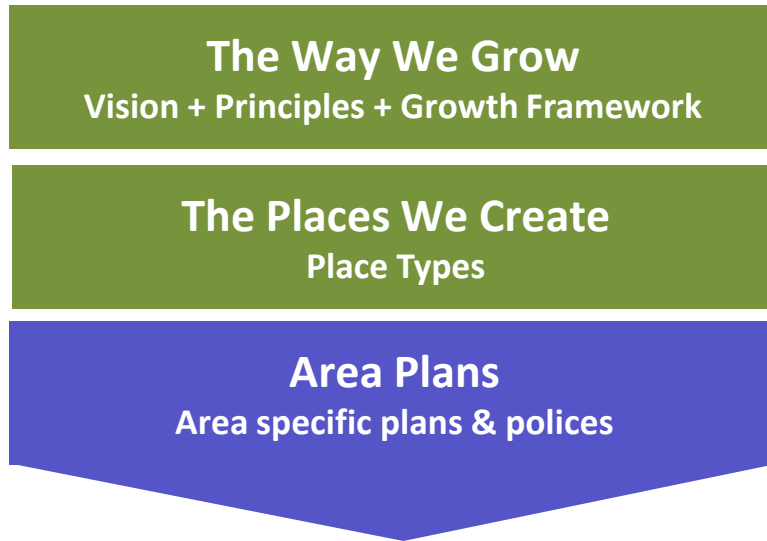 The Way We Grow
Vision + Principles + Growth Framework
The Places We Create
Place Types
Area Plans
Area specific plans & polices